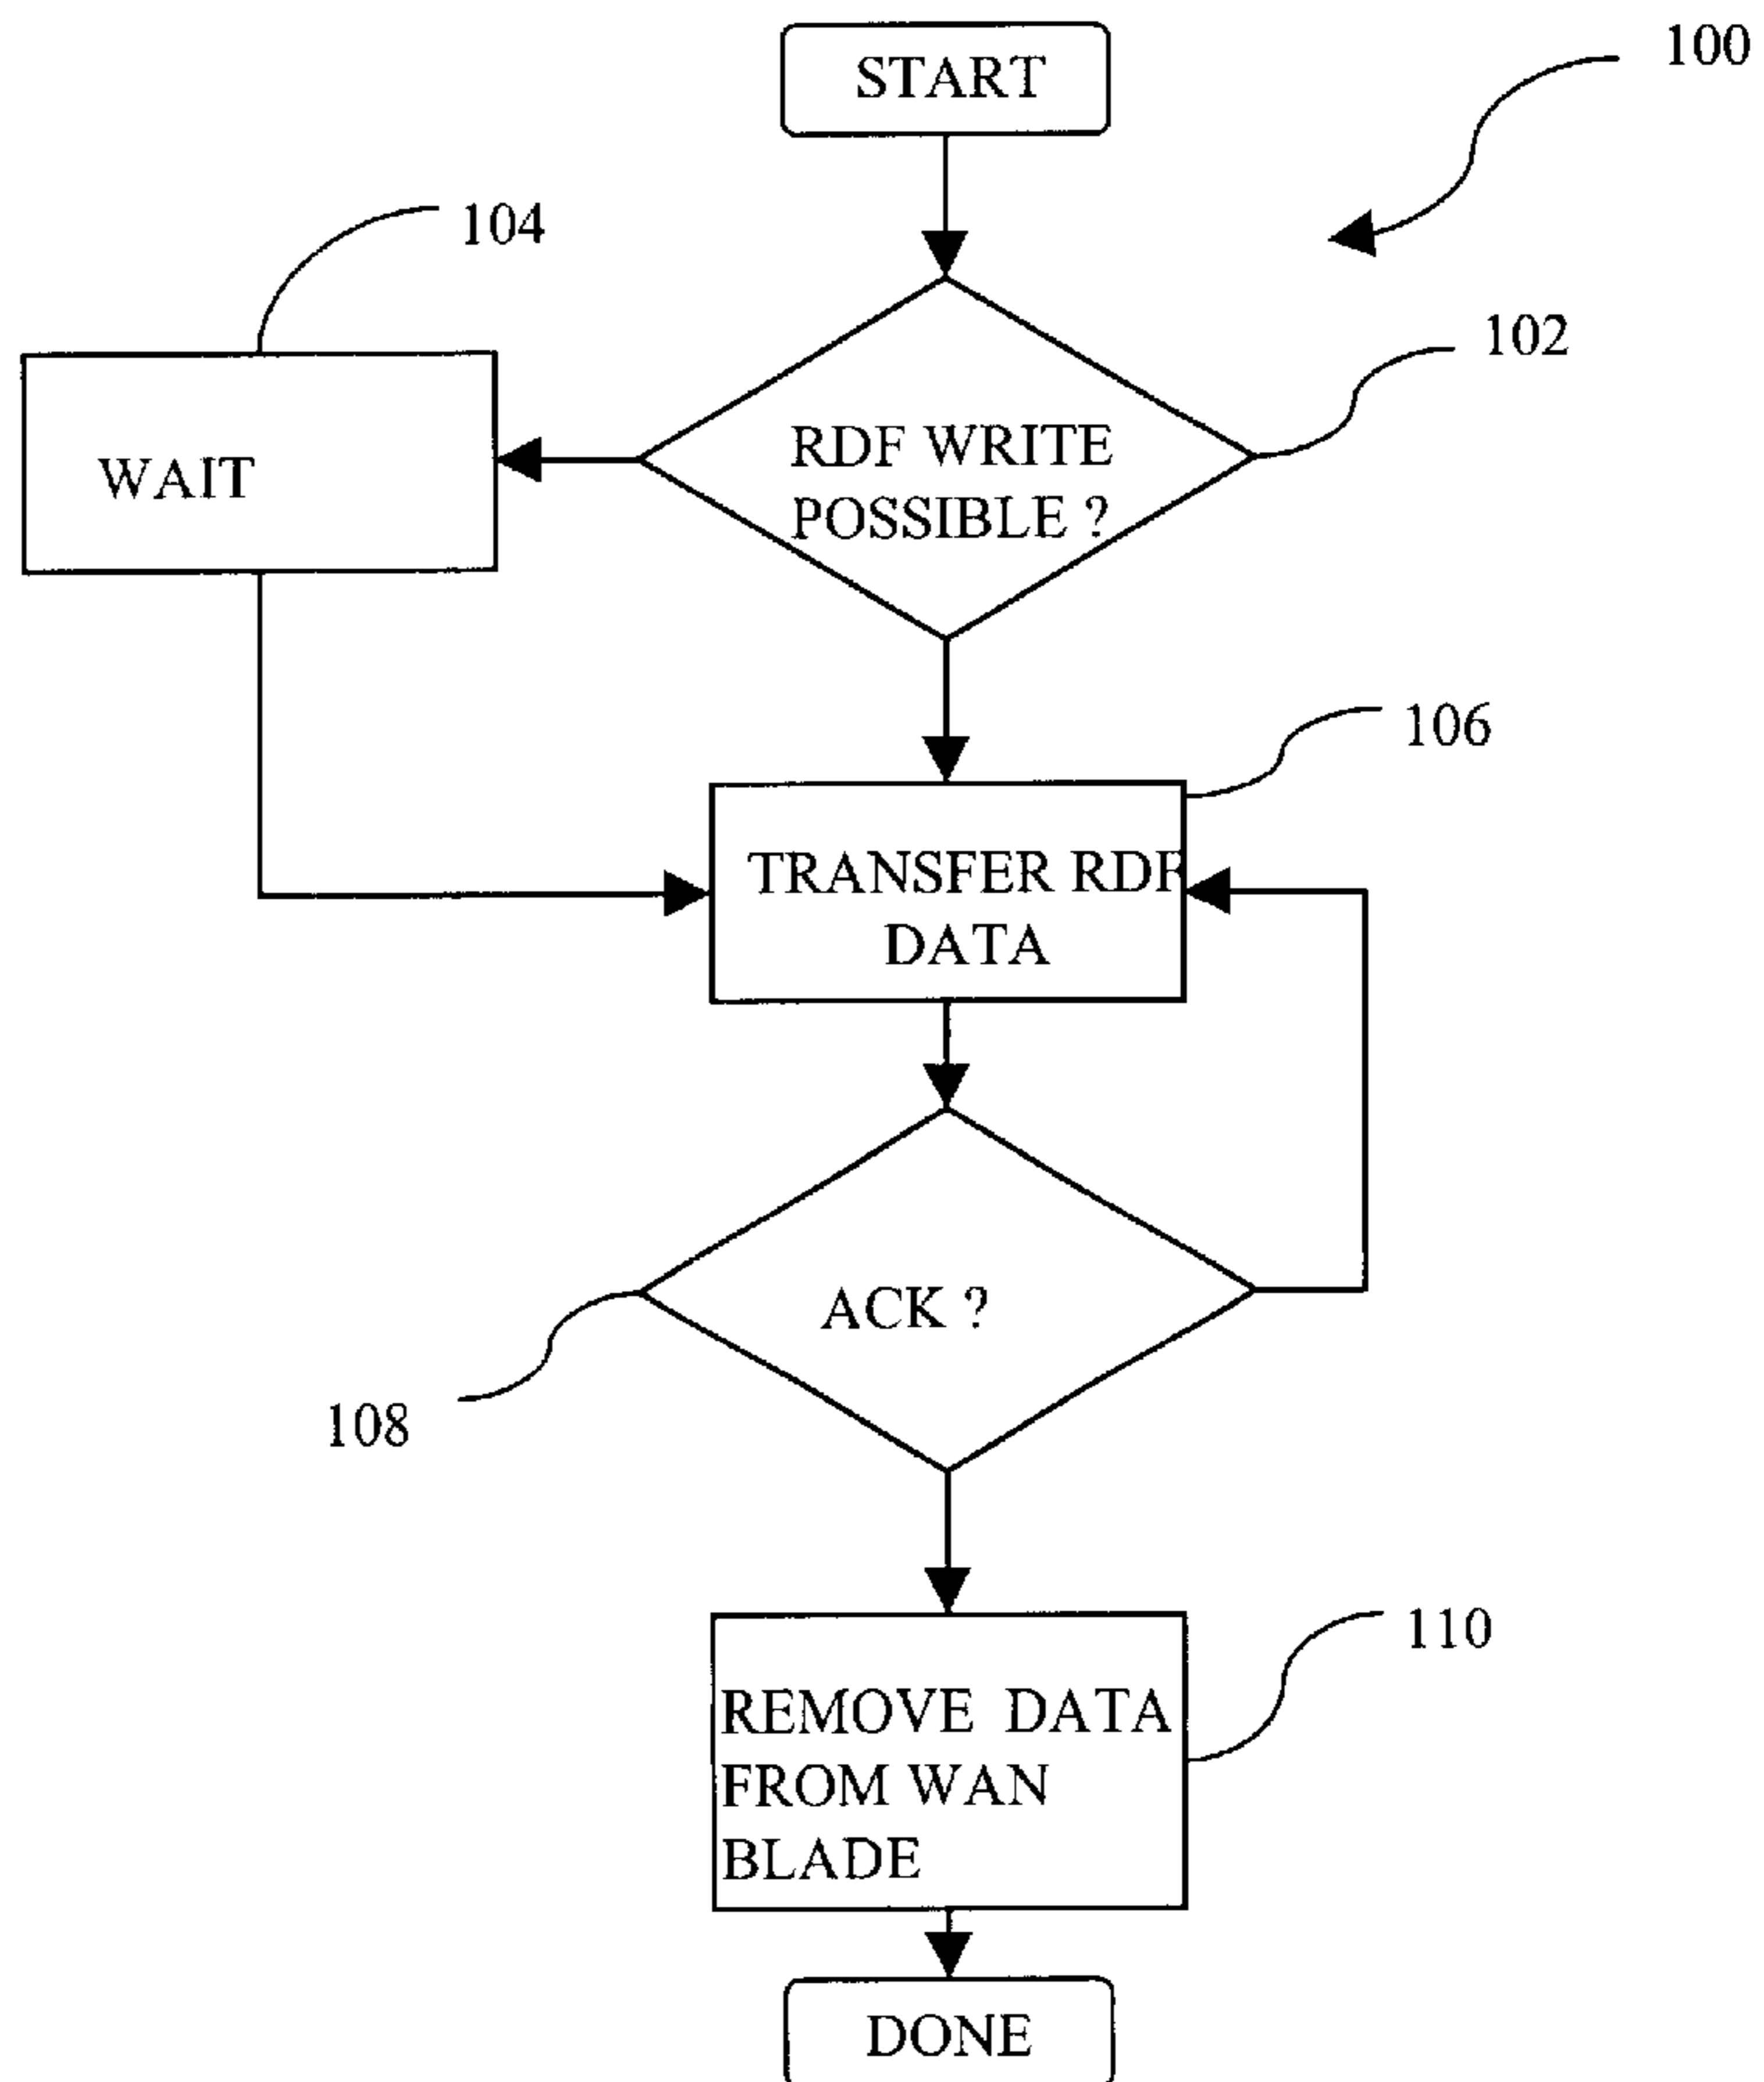 START
100
104
102
RDF WRITE
POSSIBLE ?
WAIT
106
TRANSFER RDF
DATA
ACK ?
108
110
REMOVE DATA
FROM WAN
BLADE
DONE